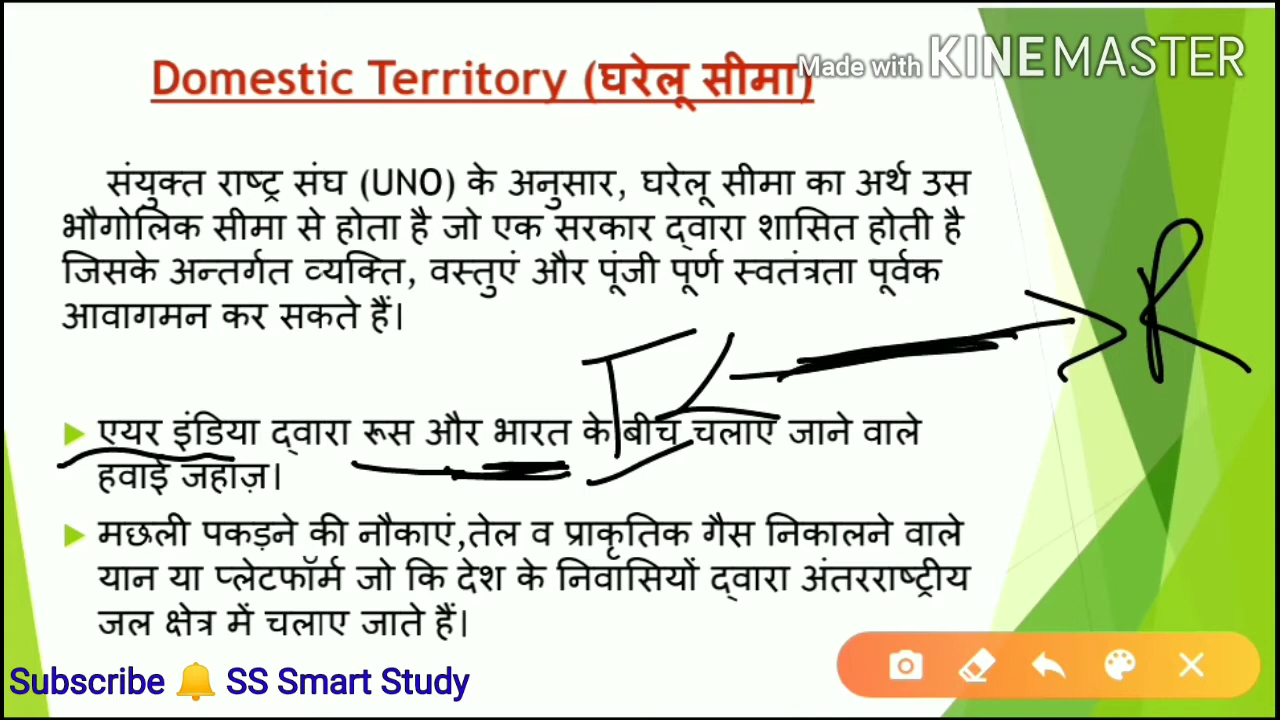 Domestic Territory (घरेलू सीमा)
Made with KINEMASTER
संयुक्त राष्ट्र संघ (UNO) के अनुसार, घरेलू सीमा का अर्थ उस
भौगोलिक सीमा से होता है जो एक सरकार द्वारा शासित होती है
जिसके अन्तर्गत व्यक्ति, वस्तुएं और पूंजी पूर्ण स्वतंत्रता पूर्वक
आवागमन कर सकते हैं।
R
एयर इंडिया द्वारा रूस और भारत के बीच चलाए जाने वाले
हवाई जहाज़।
मछली पकड़ने की नौकाएं,तेल व प्राकृतिक गैस निकालने वाले
यान या प्लेटफॉर्म जो कि देश के निवासियों द्वारा अंतरराष्ट्रीय
जल क्षेत्र में चलाए जाते हैं।
Subscribe 🔔 SS Smart Study